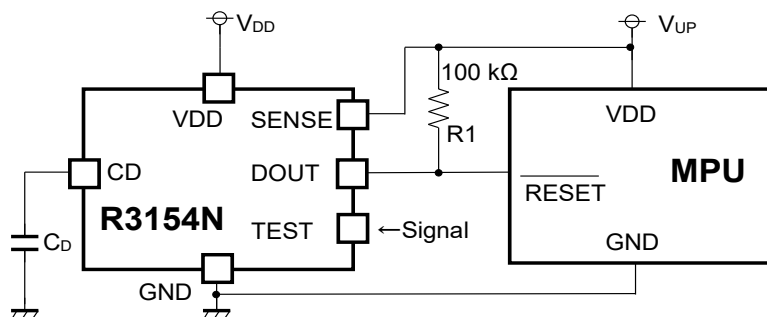 VDD
VUP
100 kΩ
VDD
SENSE
R1
VDD
CD
DOUT
RESET
MPU
R3154N
TEST
←Signal
CD
GND
GND